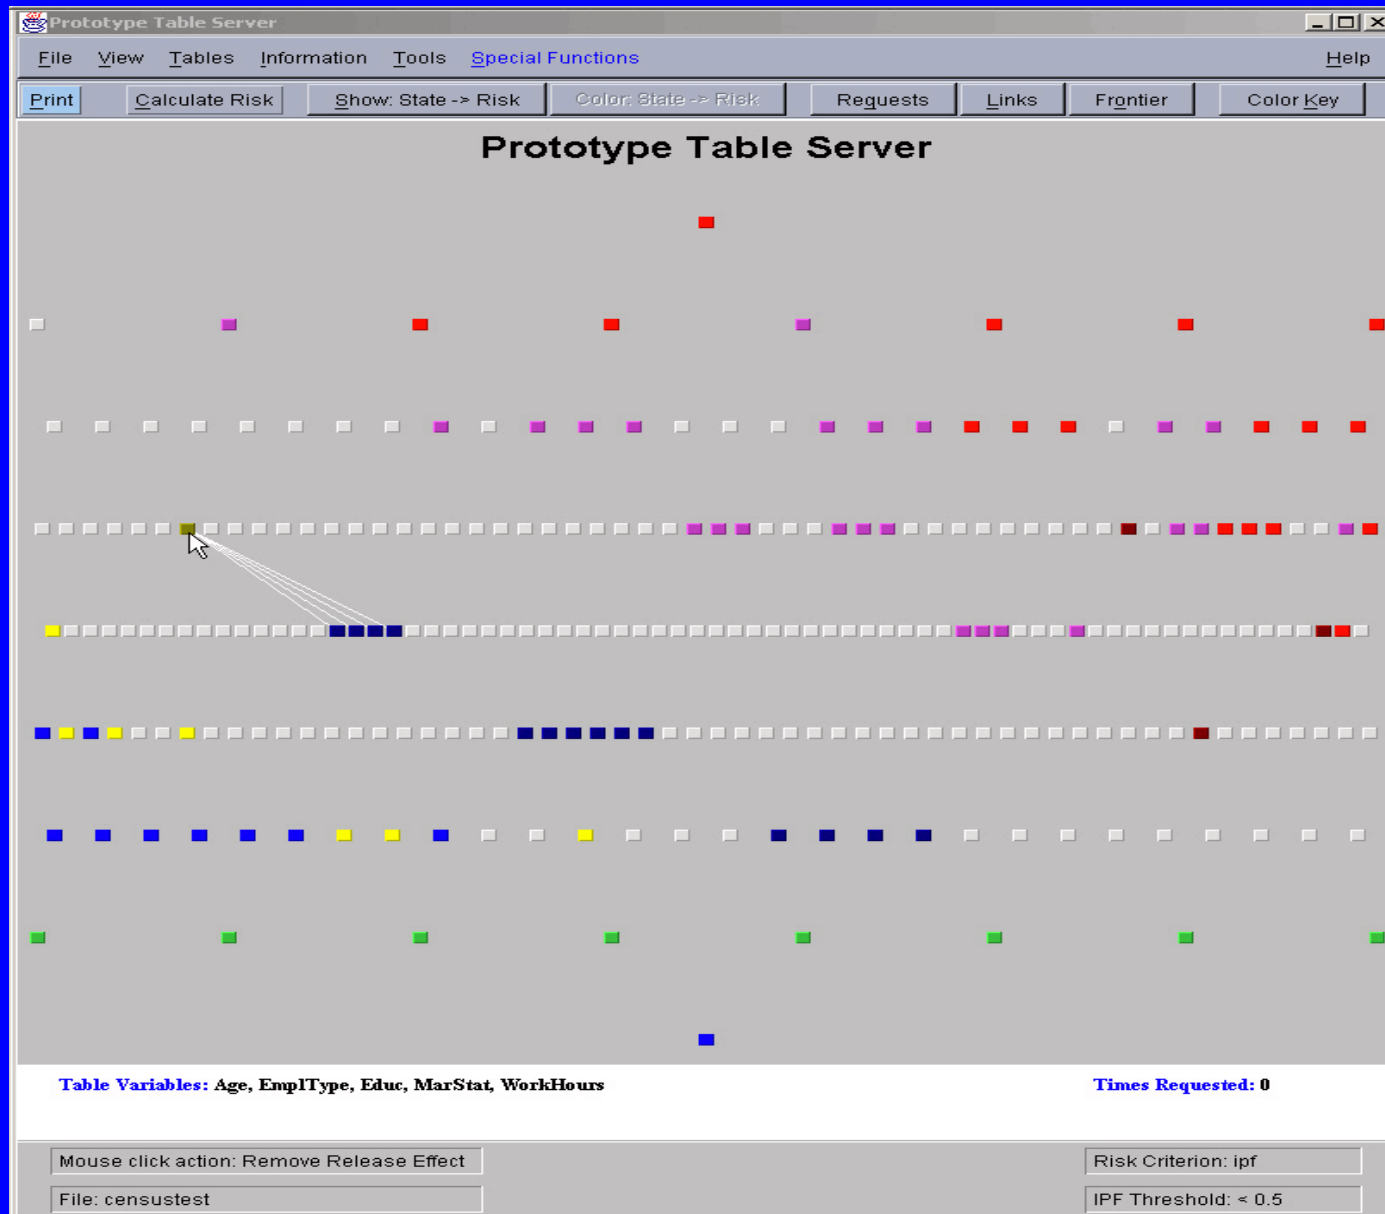 Prototype Table Server
File View Tables Information Tools Special Functions Help
Print Calculate Risk Show: State -> Risk Color: State -> Risk Requests Links Frontier Color Key
Prototype Table Server
Table Variables: Age, EmplType, Educ, MarStat, WorkHours Times Requested: 0
Mouse click action: Remove Release Effect Risk Criterion: ipf
File: censustest IPF Threshold: < 0.5